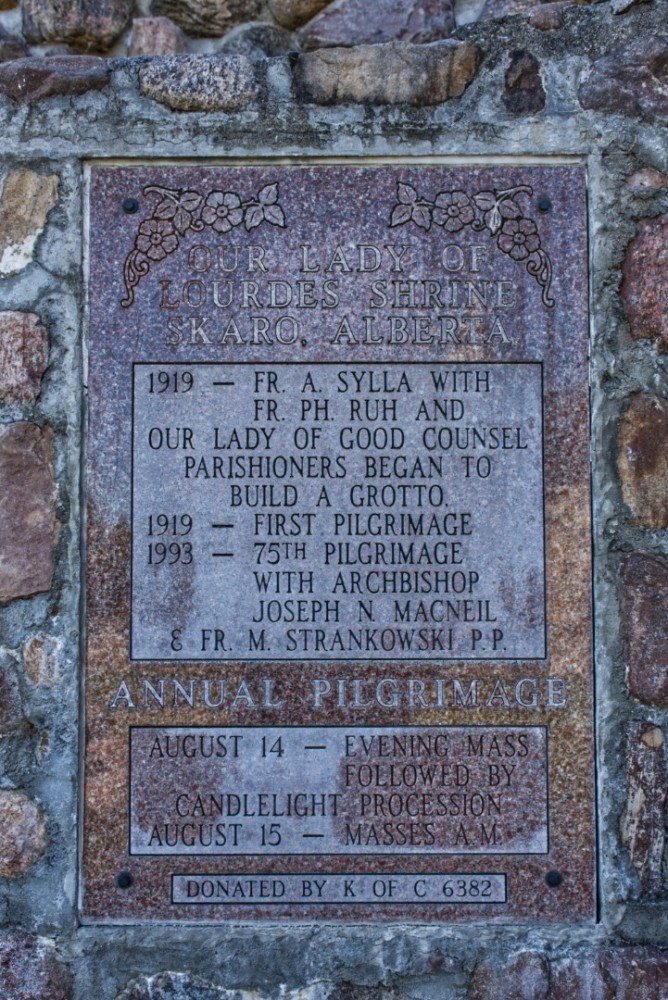 OUR LADY OF
LOURDES SHRINE
SKARO, ALBERTA
1919 — FR. A. SYLLA WITH
FR. PH. RUH AND
OUR LADY OF GOOD COUNSEL
PARISHIONERS BEGAN TO
BUILD A GROTTO.
1919 — FIRST PILGRIMAGE
1993 — 75TH PILGRIMAGE
WITH ARCHBISHOP
JOSEPH N. MACNEIL
& FR. M. STRANKOWSKI P.P.
ANNUAL PILGRIMAGE
AUGUST 14 — EVENING MASS
FOLLOWED BY
CANDLELIGHT PROCESSION
AUGUST 15 — MASSES A.M.
DONATED BY K OF C 6382